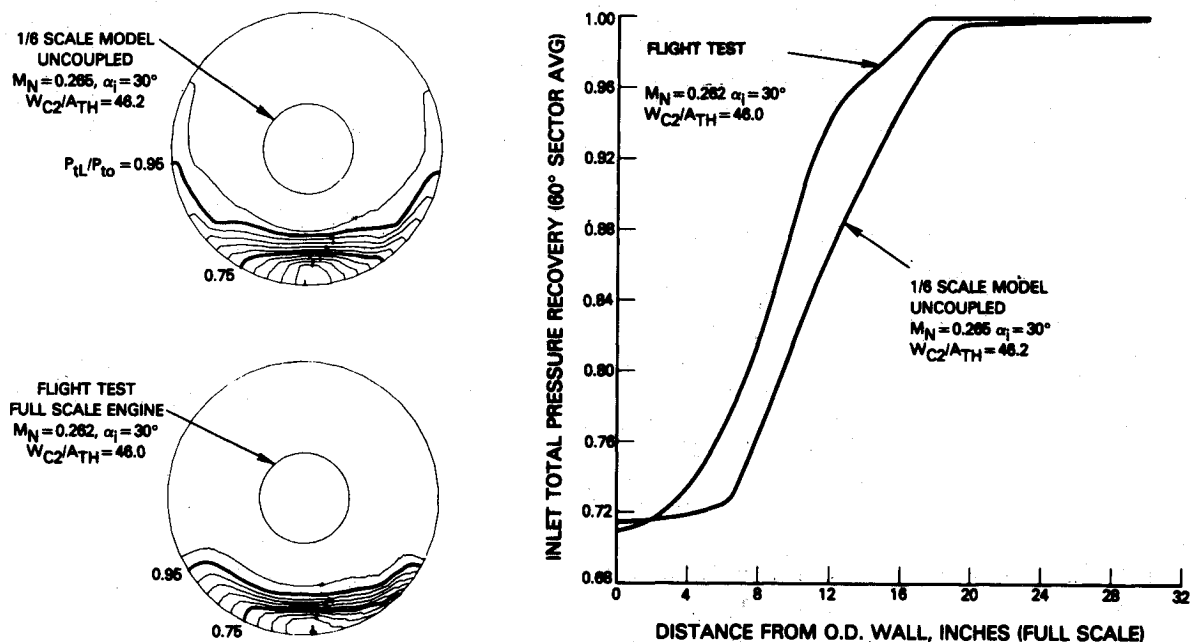 1/6 SCALE MODEL
UNCOUPLED
M_N = 0.265, α_i = 30°
W_C2/A_TH = 46.2
P_tL/P_to = 0.95
0.75
FLIGHT TEST
FULL SCALE ENGINE
M_N = 0.262, α_i = 30°
W_C2/A_TH = 46.0
0.95
0.75
INLET TOTAL PRESSURE RECOVERY (60° SECTOR AVG)
1.00
0.96
0.92
0.88
0.84
0.80
0.76
0.72
0.68
FLIGHT TEST
M_N = 0.262 α_i = 30°
W_C2/A_TH = 46.0
1/6 SCALE MODEL
UNCOUPLED
M_N = 0.265 α_i = 30°
W_C2/A_TH = 46.2
0 4 8 12 16 20 24 28 32
DISTANCE FROM O.D. WALL, INCHES (FULL SCALE)